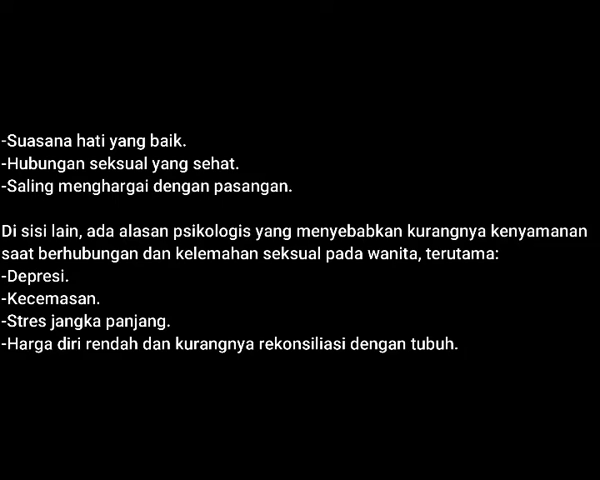 -Suasana hati yang baik.
-Hubungan seksual yang sehat.
-Saling menghargai dengan pasangan.
Di sisi lain, ada alasan psikologis yang menyebabkan kurangnya kenyamanan
saat berhubungan dan kelemahan seksual pada wanita, terutama:
-Depresi.
-Kecemasan.
-Stres jangka panjang.
-Harga diri rendah dan kurangnya rekonsiliasi dengan tubuh.